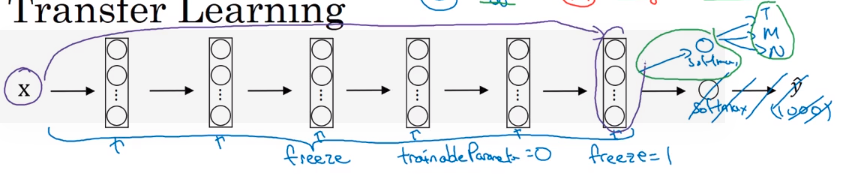 Transfer Learning
T
M
N
softmax
x
softmax
ŷ
(1000)
freeze
trainableParameter=0
freeze=1